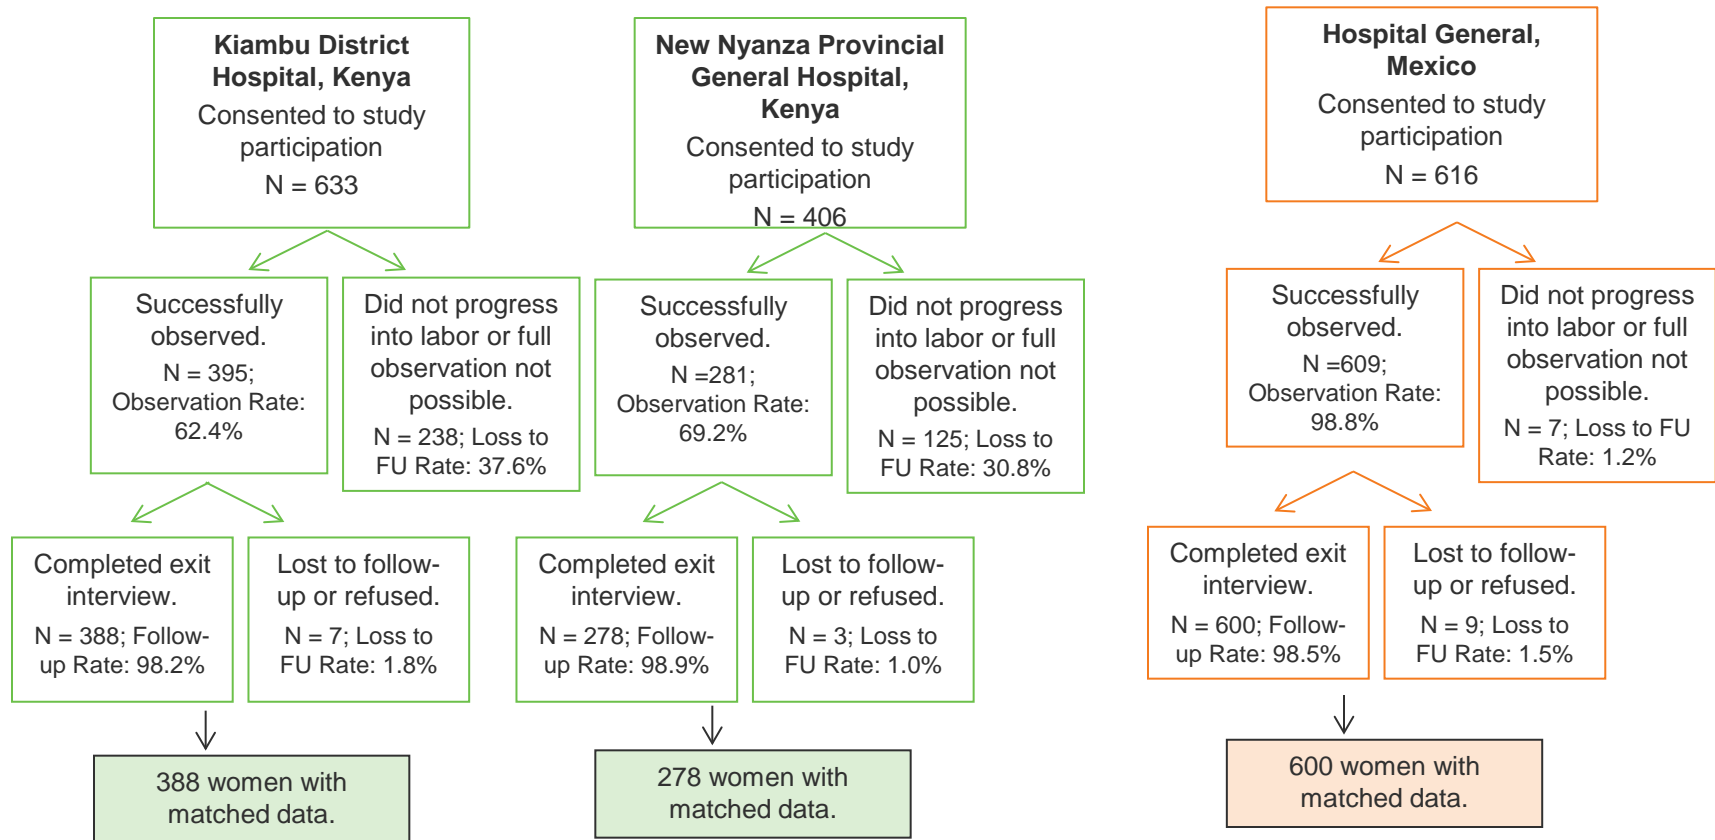 Kiambu District
Hospital, Kenya
Consented to study
participation
N = 633
New Nyanza Provincial
General Hospital,
Kenya
Consented to study
participation
N = 406
Hospital General,
Mexico
Consented to study
participation
N = 616
Successfully
observed.
N = 395;
Observation Rate:
62.4%
Did not progress
into labor or full
observation not
possible.
N = 238; Loss to
FU Rate: 37.6%
Successfully
observed.
N =281;
Observation Rate:
69.2%
Did not progress
into labor or full
observation not
possible.
N = 125; Loss to
FU Rate: 30.8%
Successfully
observed.
N =609;
Observation Rate:
98.8%
Did not progress
into labor or full
observation not
possible.
N = 7; Loss to FU
Rate: 1.2%
Completed exit
interview.
N = 388; Follow-
up Rate: 98.2%
Lost to follow-
up or refused.
N = 7; Loss to
FU Rate: 1.8%
Completed exit
interview.
N = 278; Follow-
up Rate: 98.9%
Lost to follow-
up or refused.
N = 3; Loss to
FU Rate: 1.0%
Completed exit
interview.
N = 600; Follow-
up Rate: 98.5%
Lost to follow-
up or refused.
N = 9; Loss to
FU Rate: 1.5%
388 women with
matched data.
278 women with
matched data.
600 women with
matched data.